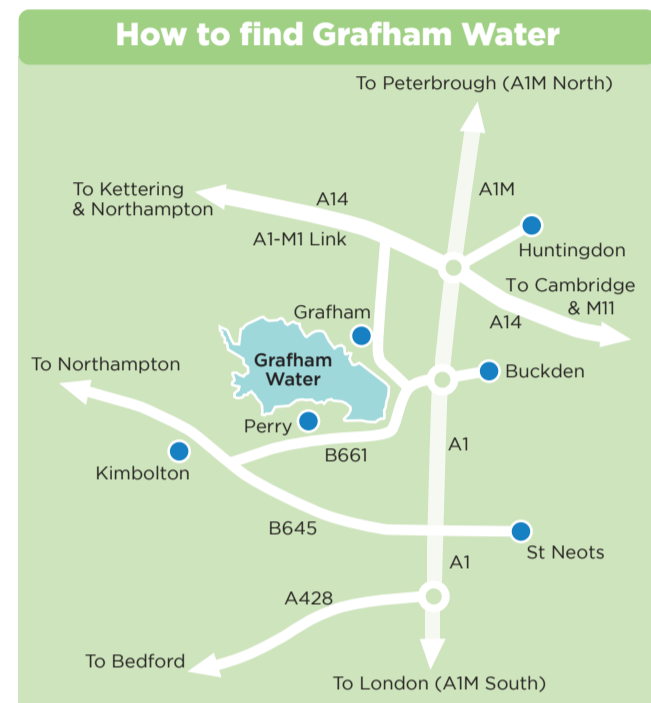 How to find Grafham Water
To Peterbrough (A1M North)
To Kettering
& Northampton
A14
A1M
A1-M1 Link
Huntingdon
To Cambridge
& M11
A14
Grafham
Grafham
Water
To Northampton
Buckden
Perry
B661
A1
Kimbolton
B645
St Neots
A1
A428
To Bedford
To London (A1M South)